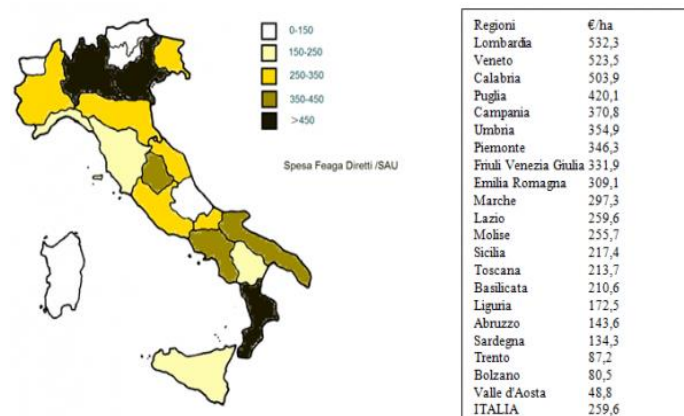 0-150
150-250
250-350
350-450
>450
Spesa Feaga Diretti /SAU
Regioni €/ha
Lombardia 532,3
Veneto 523,5
Calabria 503,9
Puglia 420,1
Campania 370,8
Umbria 354,9
Piemonte 346,3
Friuli Venezia Giulia 331,9
Emilia Romagna 309,1
Marche 297,3
Lazio 259,6
Molise 255,7
Sicilia 217,4
Toscana 213,7
Basilicata 210,6
Liguria 172,5
Abruzzo 143,6
Sardegna 134,3
Trento 87,2
Bolzano 80,5
Valle d'Aosta 48,8
ITALIA 259,6